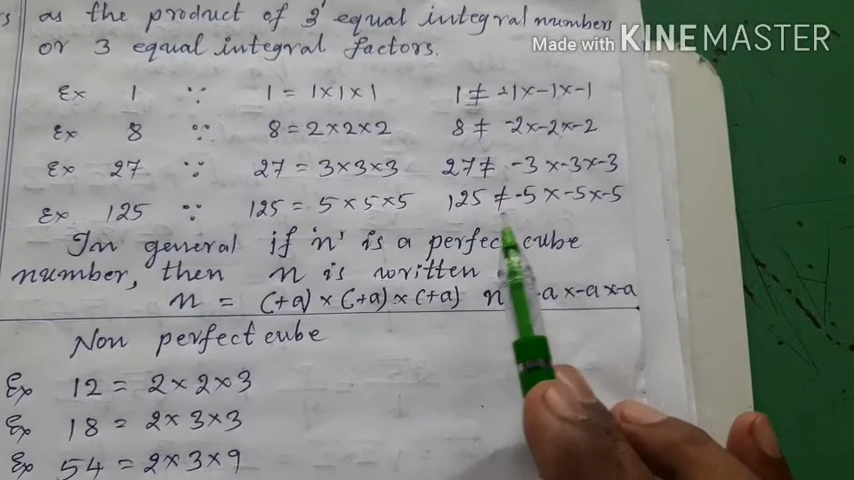 s as the product of 3 equal integral numbers
or 3 equal integral factors.
Made with KINEMASTER
Ex 1 ∵ 1 = 1×1×1 1 ≠ -1×-1×-1
Ex 8 ∵ 8 = 2×2×2 8 ≠ -2×-2×-2
Ex 27 ∵ 27 = 3×3×3 27 ≠ -3×-3×-3
Ex 125 ∵ 125 = 5×5×5 125 ≠ -5×-5×-5
In general if 'n' is a perfect cube
number, then n is written
n = (+a) × (+a) × (+a) n -a×-a×-a
Non perfect cube
Ex 12 = 2×2×3
Ex 18 = 2×3×3
Ex 54 = 2×3×9